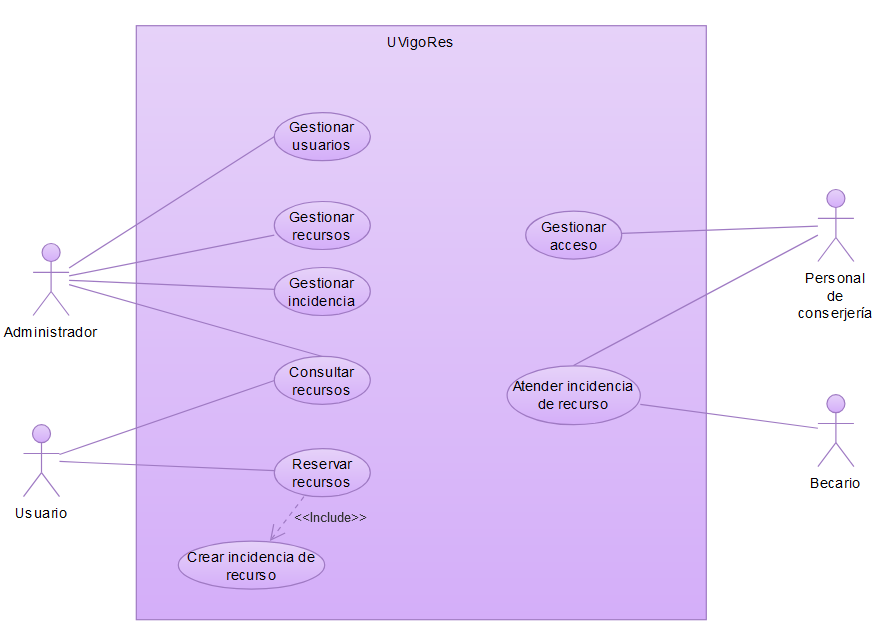 UVigoRes
Gestionar
usuarios
Gestionar
recursos
Gestionar
acceso
Gestionar
incidencia
Personal
de
conserjería
Administrador
Consultar
recursos
Atender incidencia
de recurso
Reservar
recursos
Becario
Usuario
<<Include>>
Crear incidencia de
recurso